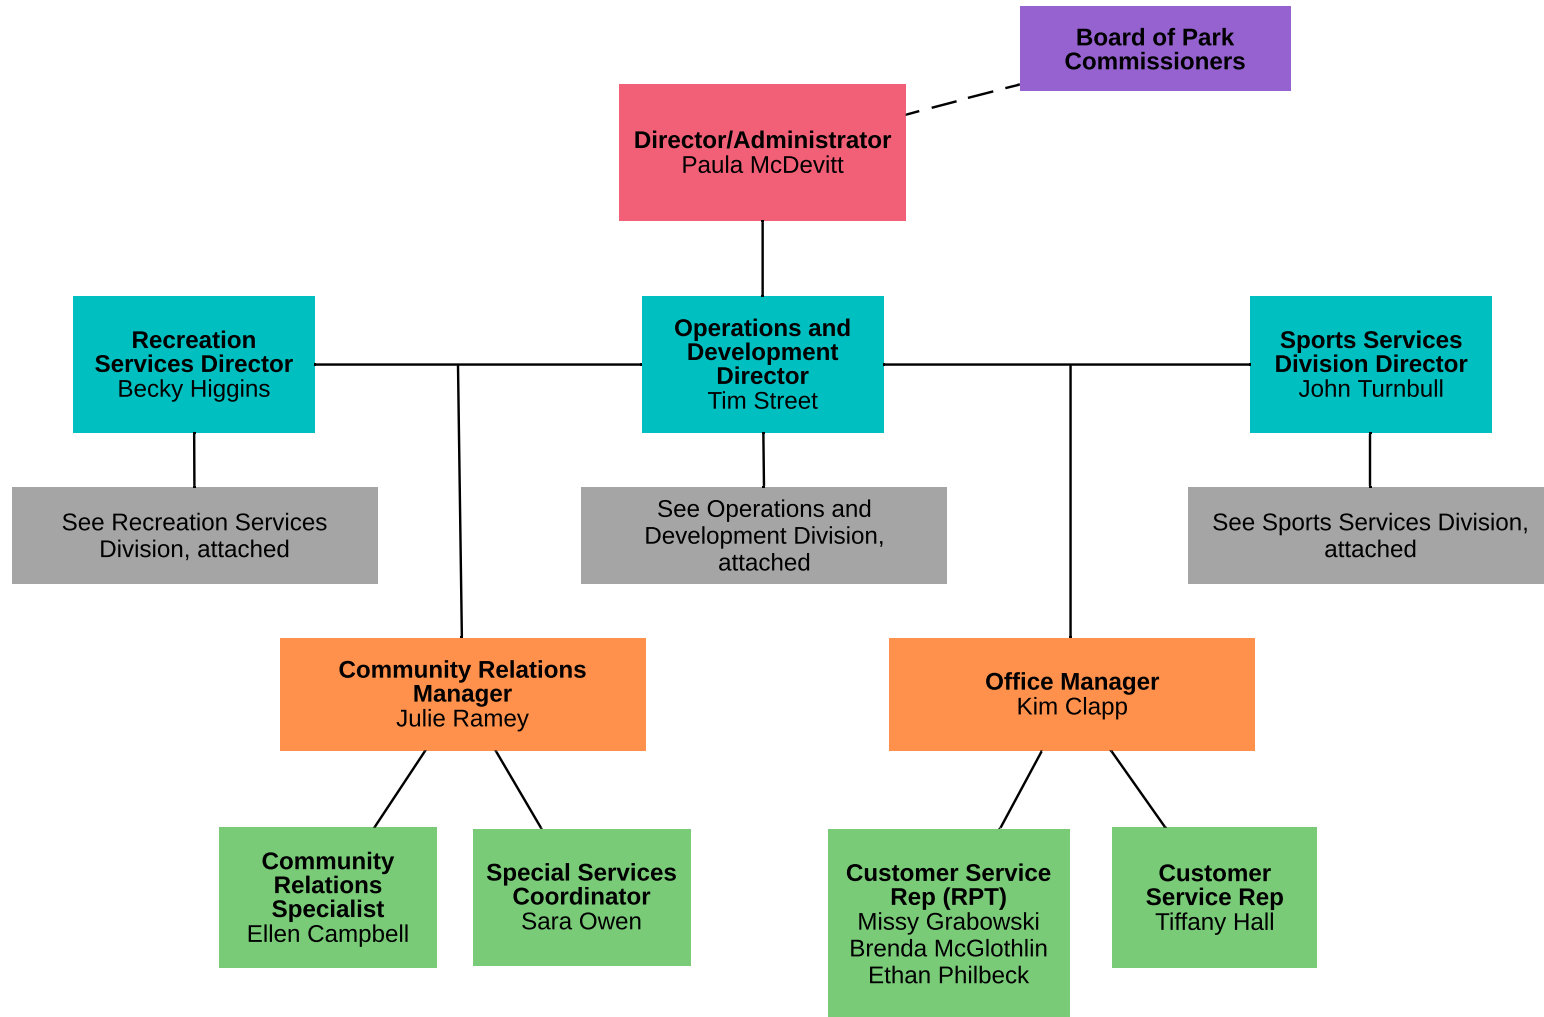 Board of Park
Commissioners
Director/Administrator
Paula McDevitt
Recreation
Services Director
Becky Higgins
Operations and
Development
Director
Tim Street
Sports Services
Division Director
John Turnbull
See Recreation Services
Division, attached
See Operations and
Development Division,
attached
See Sports Services Division,
attached
Community Relations
Manager
Julie Ramey
Office Manager
Kim Clapp
Community
Relations
Specialist
Ellen Campbell
Special Services
Coordinator
Sara Owen
Customer Service
Rep (RPT)
Missy Grabowski
Brenda McGlothlin
Ethan Philbeck
Customer
Service Rep
Tiffany Hall